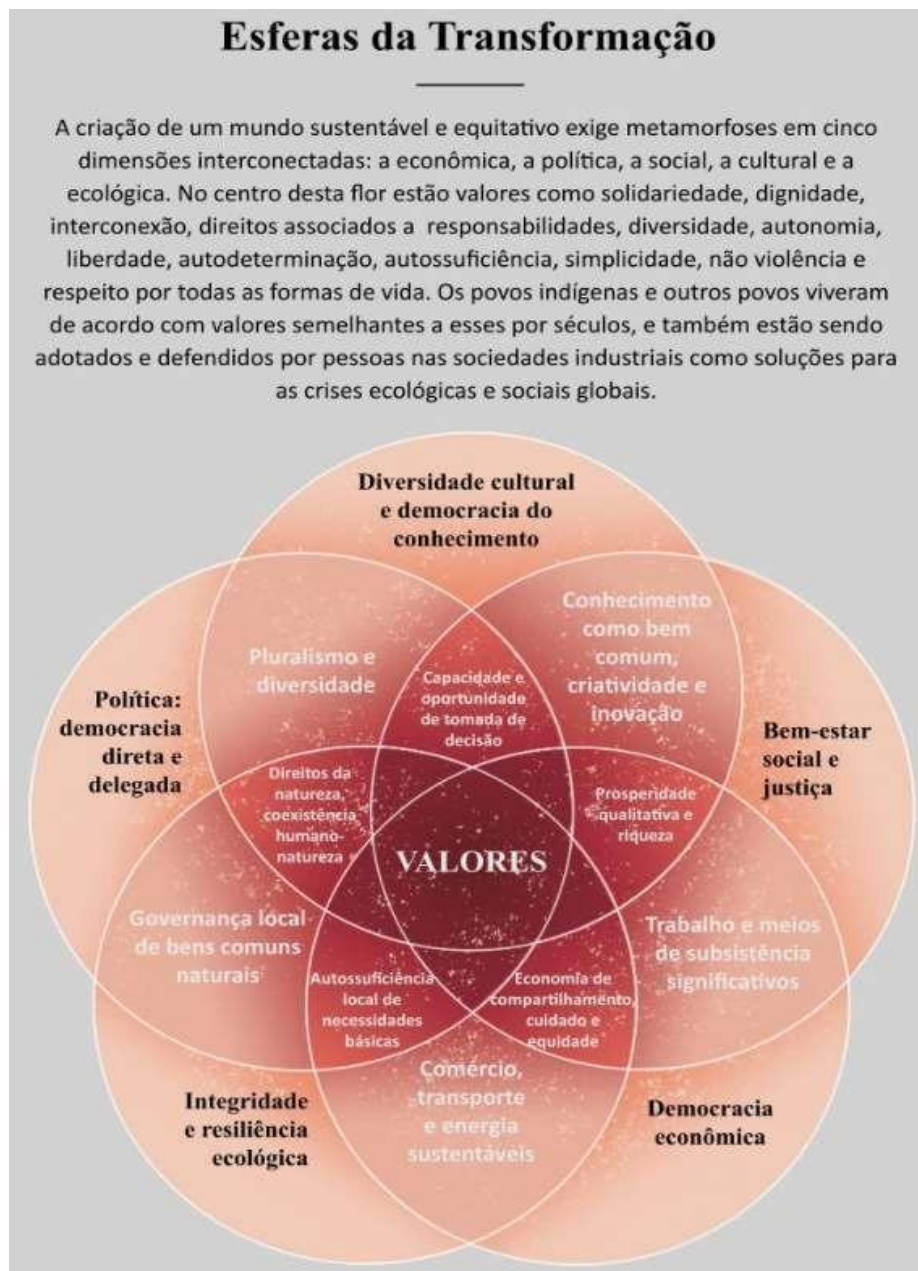 Esferas da Transformação
A criação de um mundo sustentável e equitativo exige metamorfoses em cinco
dimensões interconectadas: a econômica, a política, a social, a cultural e a
ecológica. No centro desta flor estão valores como solidariedade, dignidade,
interconexão, direitos associados a responsabilidades, diversidade, autonomia,
liberdade, autodeterminação, autossuficiência, simplicidade, não violência e
respeito por todas as formas de vida. Os povos indígenas e outros povos viveram
de acordo com valores semelhantes a esses por séculos, e também estão sendo
adotados e defendidos por pessoas nas sociedades industriais como soluções para
as crises ecológicas e sociais globais.
Diversidade cultural
e democracia do
conhecimento
Conhecimento
como bem
comum,
criatividade e
inovação
Pluralismo e
diversidade
Capacidade e
oportunidade
de tomada de
decisão
Política:
democracia
direta e
delegada
Bem-estar
social e
justiça
Direitos da
natureza,
coexistência
humano-
natureza
Prosperidade
qualitativa e
riqueza
VALORES
Governança local
de bens comuns
naturais
Trabalho e meios
de subsistência
significativos
Autossuficiência
local de
necessidades
básicas
Economia de
compartilhamento,
cuidado e
equidade
Comércio,
transporte
e energia
sustentáveis
Integridade
e resiliência
ecológica
Democracia
econômica